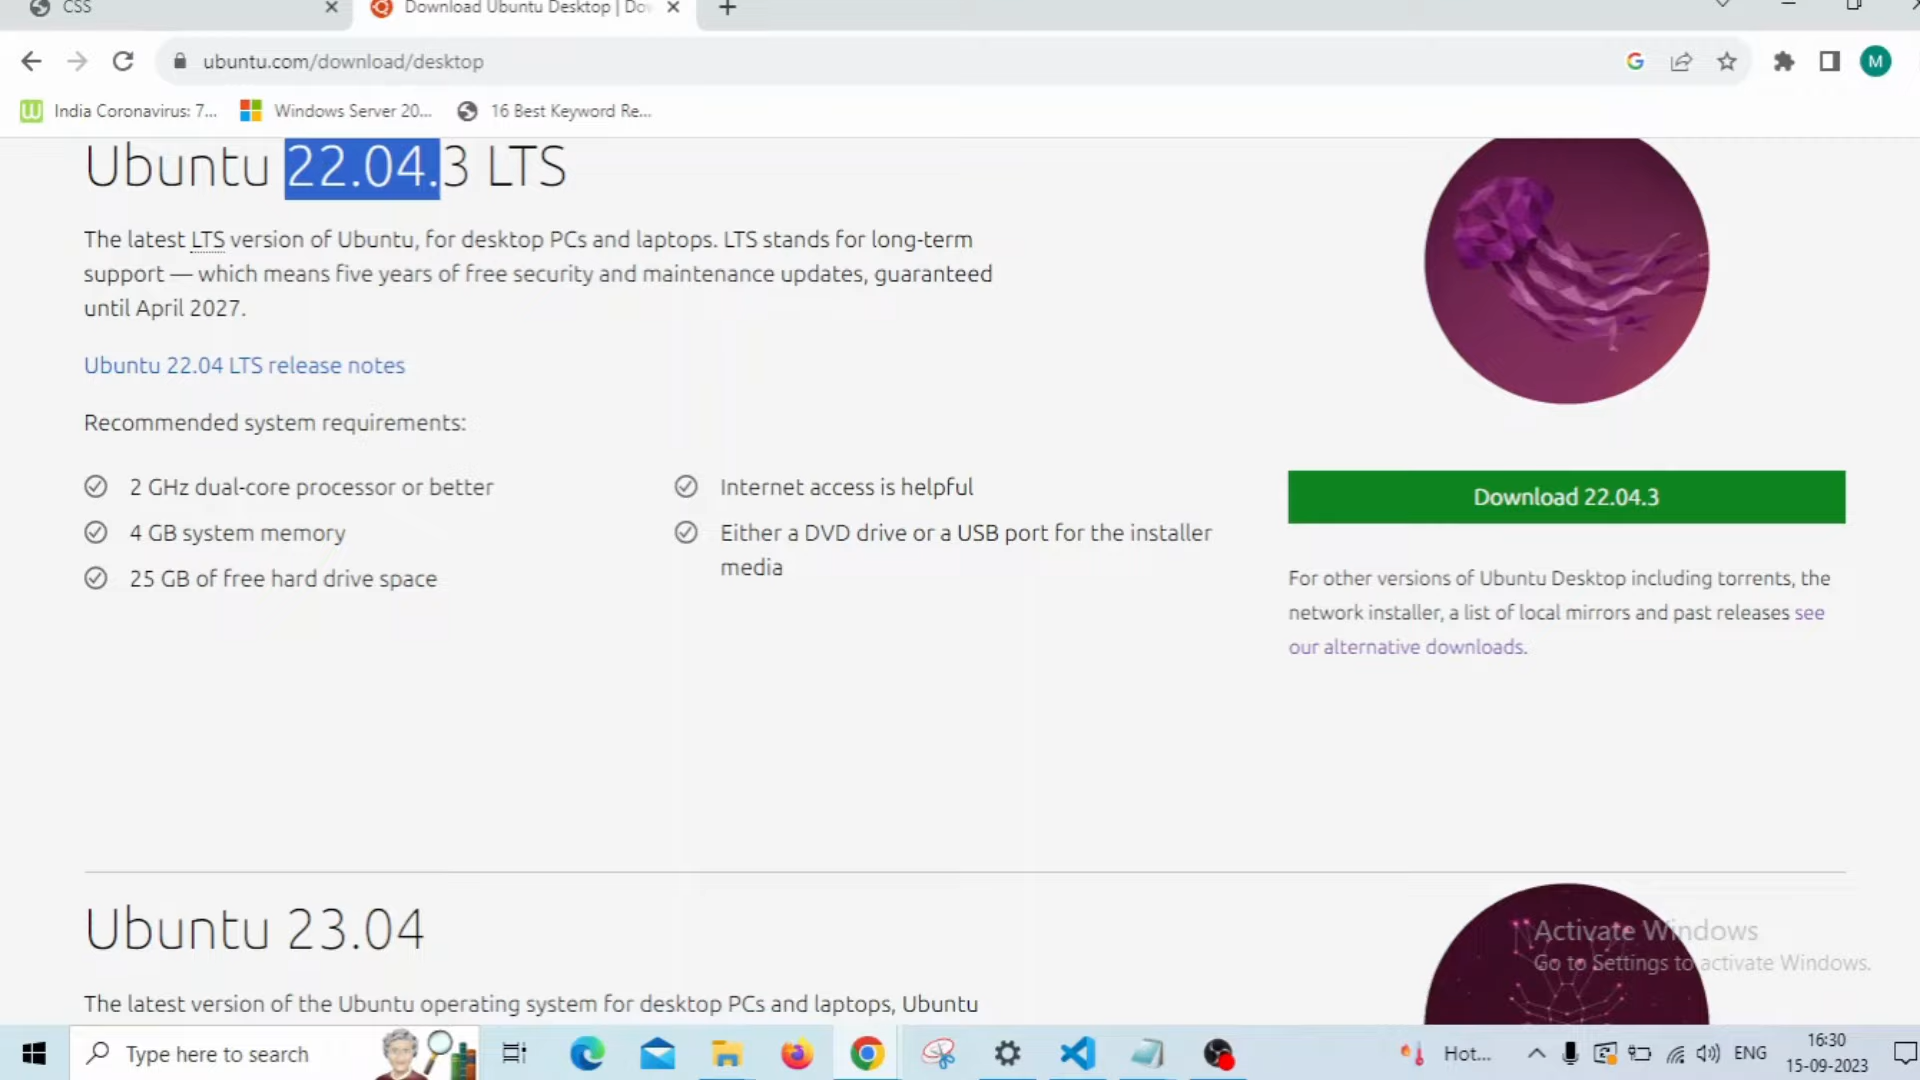 CSS
Download Ubuntu Desktop | Do
ubuntu.com/download/desktop
M
India Coronavirus: 7...
Windows Server 20...
16 Best Keyword Re...
Ubuntu 22.04.3 LTS
The latest LTS version of Ubuntu, for desktop PCs and laptops. LTS stands for long-term
support — which means five years of free security and maintenance updates, guaranteed
until April 2027.
Ubuntu 22.04 LTS release notes
Recommended system requirements:
2 GHz dual-core processor or better
4 GB system memory
25 GB of free hard drive space
Internet access is helpful
Either a DVD drive or a USB port for the installer
media
Download 22.04.3
For other versions of Ubuntu Desktop including torrents, the
network installer, a list of local mirrors and past releases see
our alternative downloads.
Ubuntu 23.04
The latest version of the Ubuntu operating system for desktop PCs and laptops, Ubuntu
Activate Windows
Go to Settings to activate Windows.
Type here to search
Hot...
ENG
16:30
15-09-2023